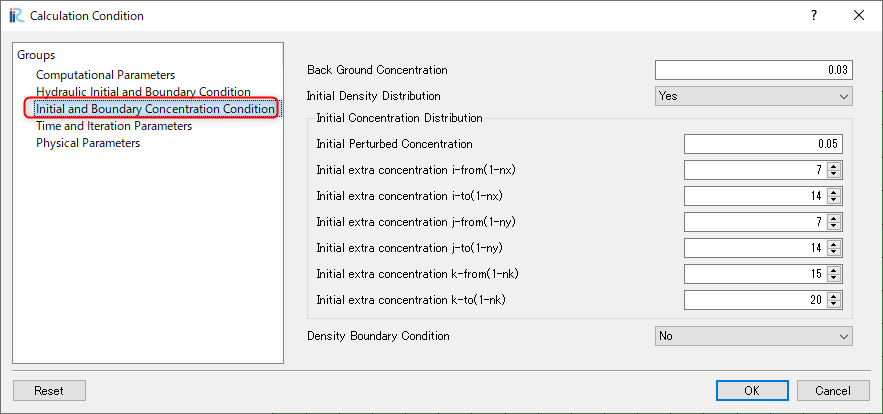 Calculation Condition
Groups
Computational Parameters
Hydraulic Initial and Boundary Condition
Initial and Boundary Concentration Condition
Time and Iteration Parameters
Physical Parameters
Back Ground Concentration 0.03
Initial Density Distribution Yes
Initial Concentration Distribution
Initial Perturbed Concentration 0.05
Initial extra concentration i-from(1-nx) 7
Initial extra concentration i-to(1-nx) 14
Initial extra concentration j-from(1-ny) 7
Initial extra concentration j-to(1-ny) 14
Initial extra concentration k-from(1-nk) 15
Initial extra concentration k-to(1-nk) 20
Density Boundary Condition No
Reset OK Cancel